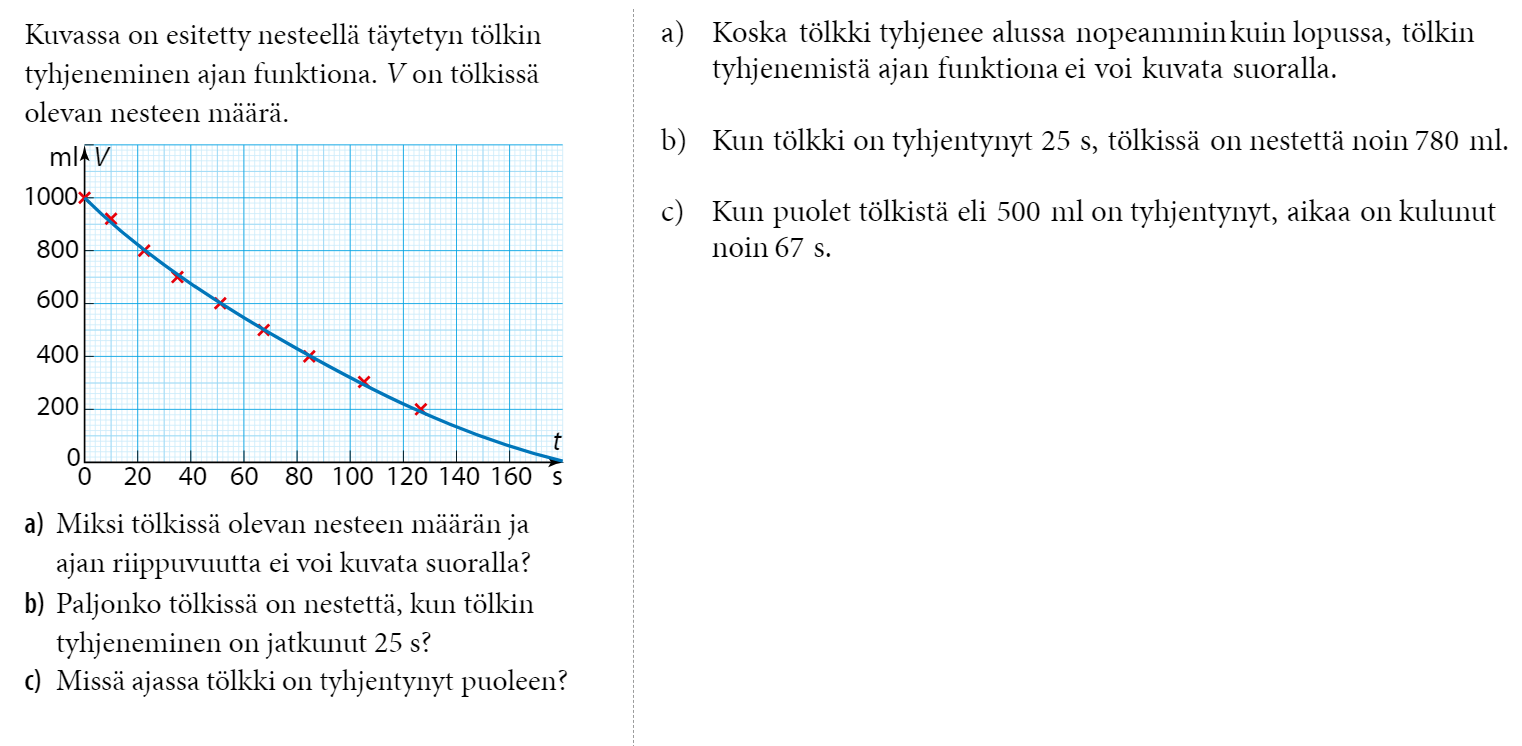 Kuvassa on esitetty nesteellä täytetyn tölkin
tyhjeneminen ajan funktiona. V on tölkissä
olevan nesteen määrä.
ml V
1000
800
600
400
200
0
t
0 20 40 60 80 100 120 140 160 s
a) Miksi tölkissä olevan nesteen määrän ja
ajan riippuvuutta ei voi kuvata suoralla?
b) Paljonko tölkissä on nestettä, kun tölkin
tyhjeneminen on jatkunut 25 s?
c) Missä ajassa tölkki on tyhjentynyt puoleen?
a) Koska tölkki tyhjenee alussa nopeammin kuin lopussa, tölkin
tyhjenemistä ajan funktiona ei voi kuvata suoralla.
b) Kun tölkki on tyhjentynyt 25 s, tölkissä on nestettä noin 780 ml.
c) Kun puolet tölkistä eli 500 ml on tyhjentynyt, aikaa on kulunut
noin 67 s.